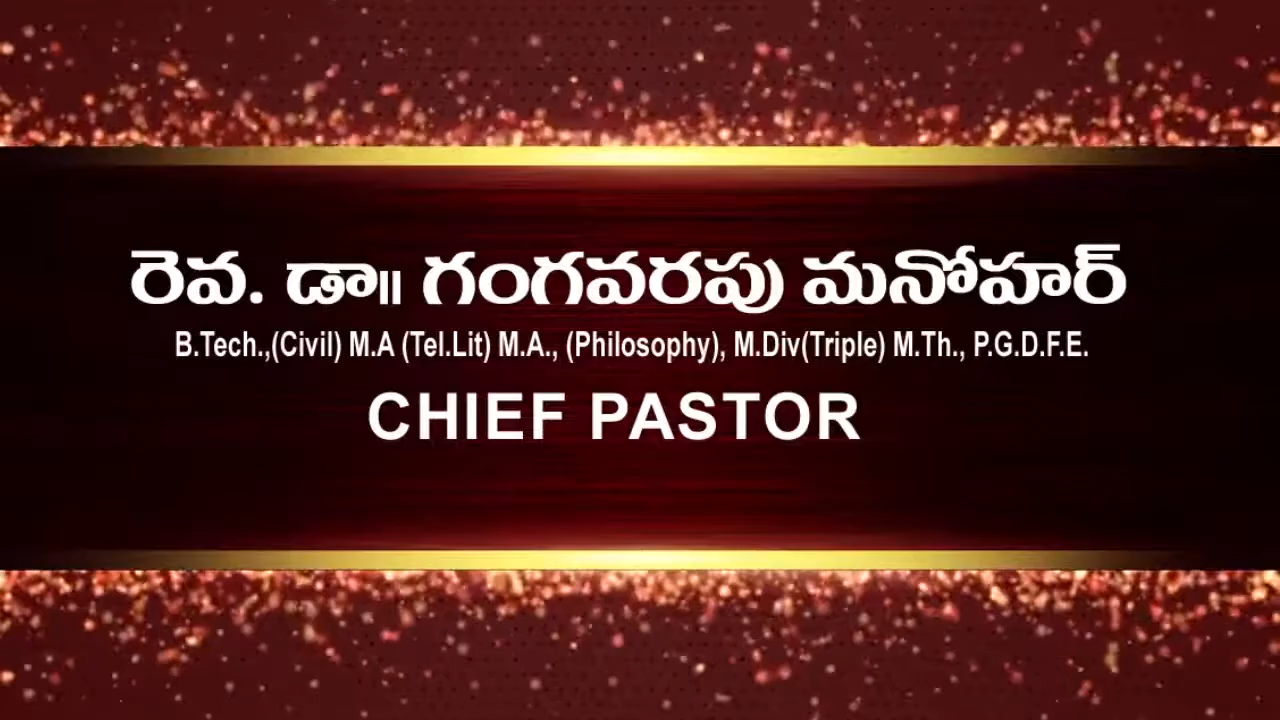 రెవ. డా॥ గంగవరపు మనోహర్
B.Tech.,(Civil) M.A (Tel.Lit) M.A., (Philosophy), M.Div(Triple) M.Th., P.G.D.F.E.
CHIEF PASTOR